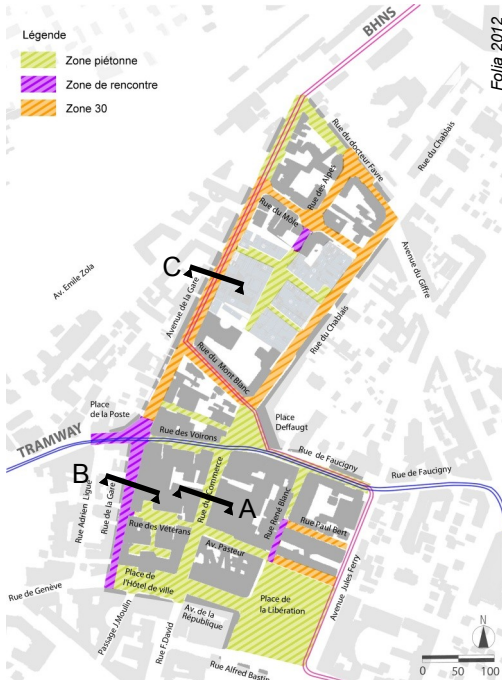 Folia 2012
BHNS
Légende
Zone piétonne
Zone de rencontre
Zone 30
Rue du docteur Favre
Rue du Chablais
Rue des Alpes
Rue du Môle
Avenue du Giffre
C
Av. Emile Zola
Avenue de la Gare
Rue du Chablais
Rue du Mont Blanc
Place
de la Poste
Place
Deffaugt
Rue des Voirons
TRAMWAY
Rue de Faucigny
Rue de Faucigny
B
A
Rue Adrien Ligue
Rue de la Gare
Rue du Commerce
Rue René Blanc
Rue Paul Bert
Rue des Vétérans
Av. Pasteur
Place de
l'Hôtel de ville
Place de
la Libération
Avenue Jules Ferry
Rue de Genève
Passage J.Moulin
Rue F.David
Av. de la
République
Rue Alfred Bastin
N
0 50 100